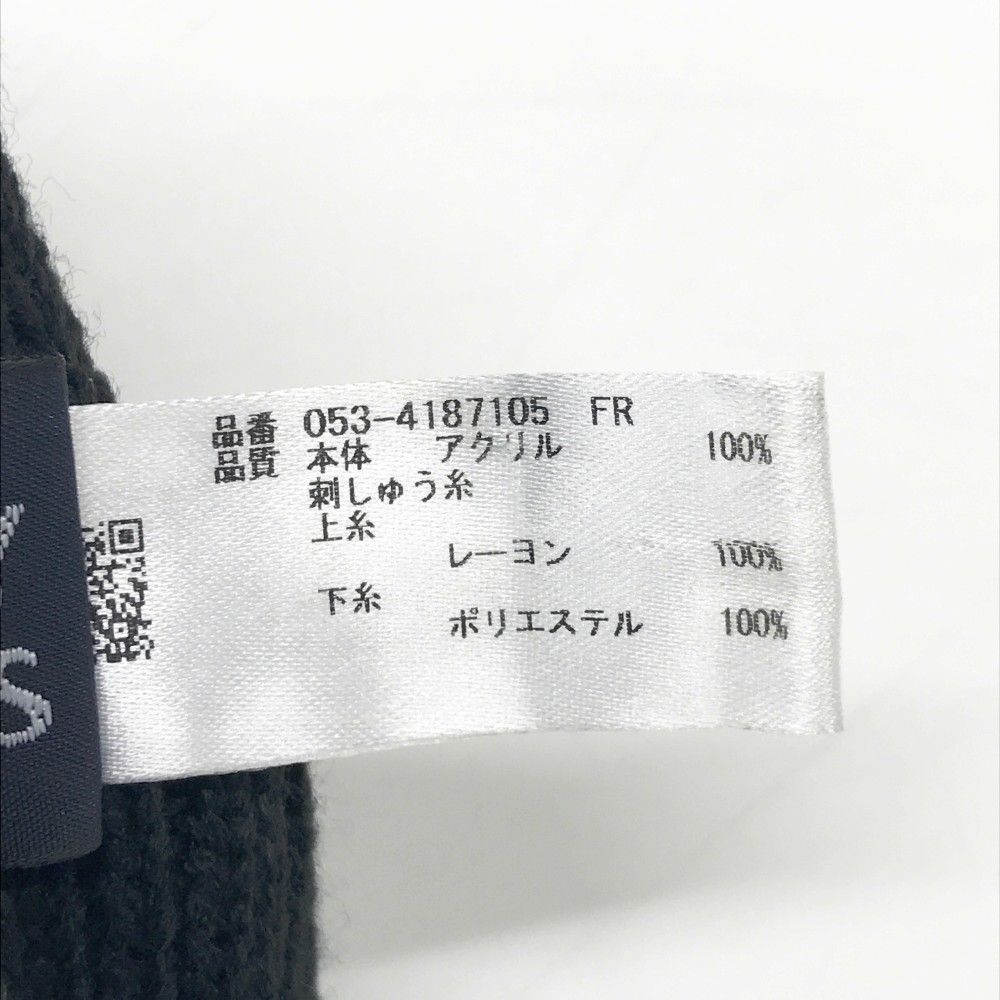 品番 053-4187105 FR
品質 本体 アクリル 100%
刺しゅう糸
上糸
レーヨン 100%
下糸
ポリエステル 100%
S